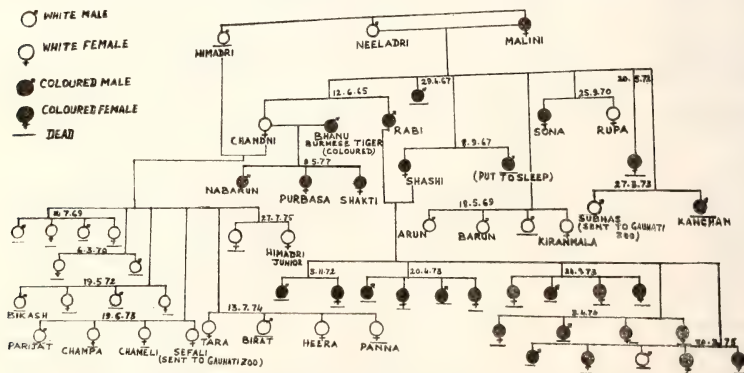 WHITE MALE
WHITE FEMALE
COLOURED MALE
COLOURED FEMALE
DEAD
HIMADRI
NEELADRI
MALINI
12.6.65
29.4.67
25.9.70
20.5.72
CHANDNI
BHANU
BURMESE TIGER
(COLOURED)
RABI
SONA
RUPA
8.9.67
8.5.77
NABARUN
PURBASA
SHAKTI
SHASHI
(PUT TO SLEEP)
27.3.73
SUBHAS
(SENT TO GAUHATI
ZOO)
KANCHAN
2.7.69
27.7.75
18.5.69
ARUN
BARUN
KIRANMALA
6.3.70
HIMADRI
JUNIOR
19.5.72
3.11.72
20.4.73
24.9.73
BIKASH
19.6.73
13.7.74
PARIJAT
CHAMPA
CHAMELI
SEFALI
(SENT TO GAUHATI ZOO)
TARA
BIRAT
HEERA
PANNA